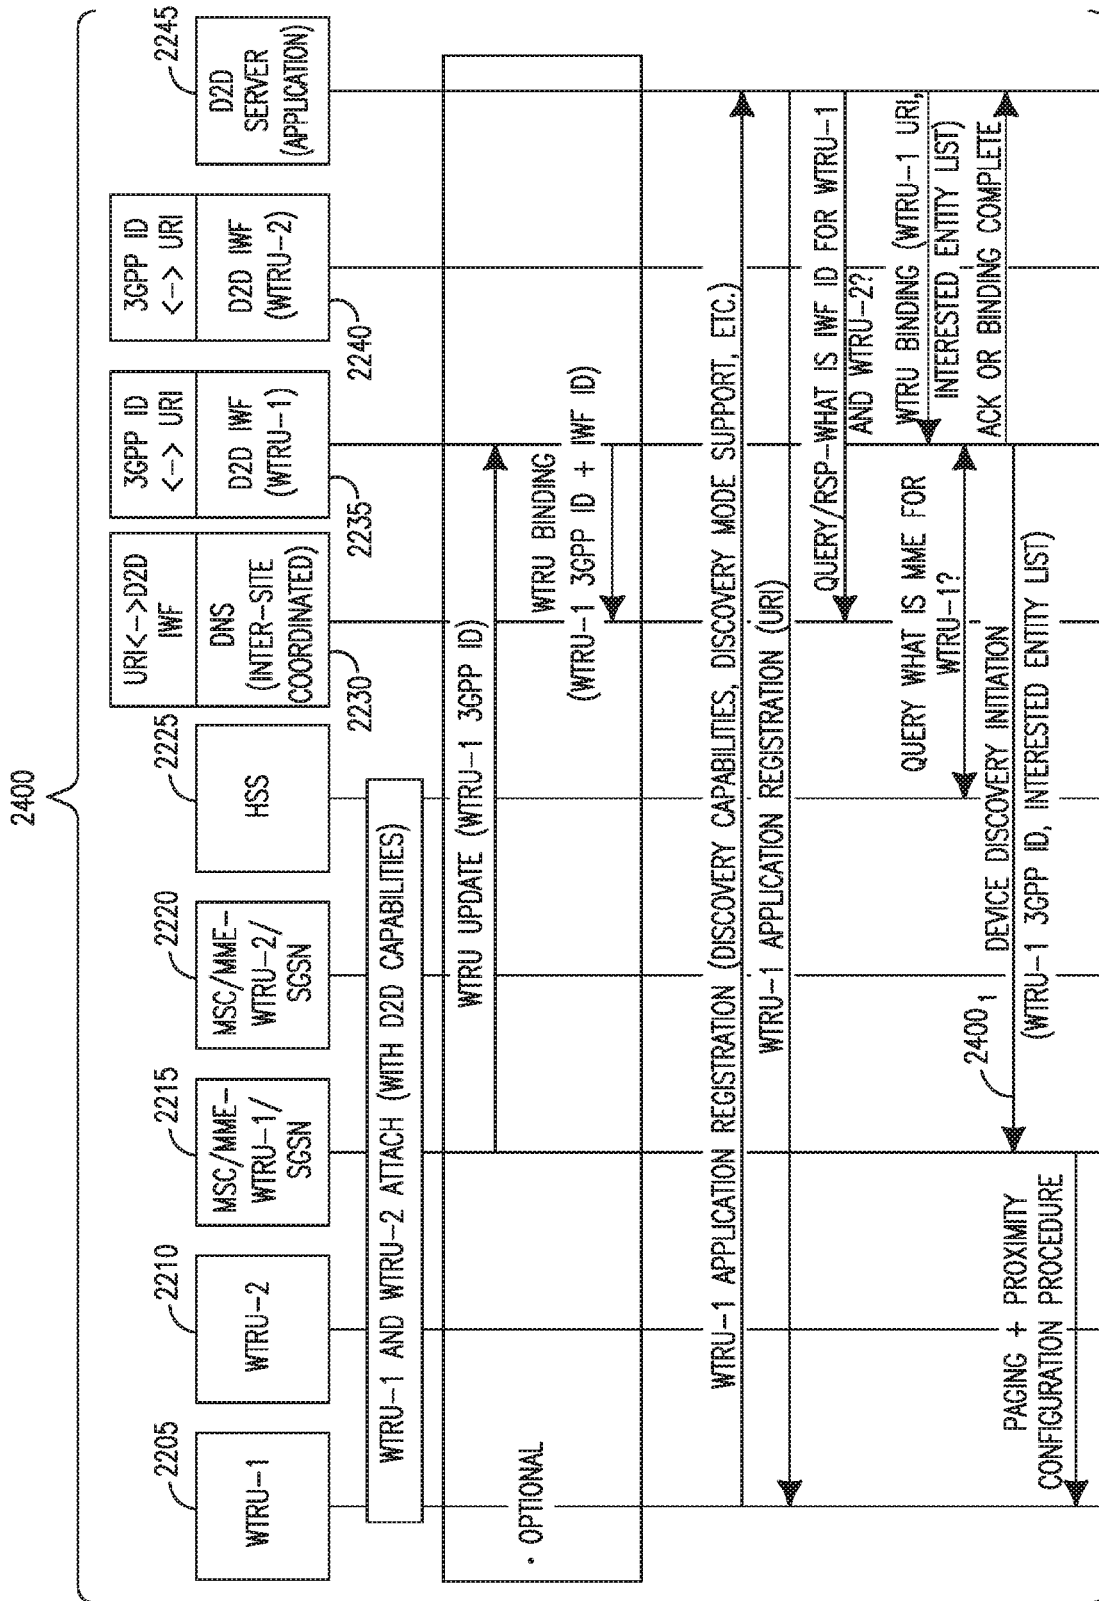 2400
2205
WTRU-1
2210
WTRU-2
2215
MSC/MME-
WTRU-1/
SGSN
2220
MSC/MME-
WTRU-2/
SGSN
2225
HSS
URI<->D2D
IWF
DNS
(INTER-SITE
COORDINATED)
2230
3GPP ID
<-> URI
D2D IWF
(WTRU-1)
2235
3GPP ID
<-> URI
D2D IWF
(WTRU-2)
2240
2245
D2D
SERVER
(APPLICATION)
WTRU-1 AND WTRU-2 ATTACH (WITH D2D CAPABILITIES)
• OPTIONAL
WTRU UPDATE (WTRU-1 3GPP ID)
WTRU BINDING
(WTRU-1 3GPP ID + IWF ID)
WTRU-1 APPLICATION REGISTRATION (DISCOVERY CAPABILITIES, DISCOVERY MODE SUPPORT, ETC.)
WTRU-1 APPLICATION REGISTRATION (URI)
QUERY/RSP-WHAT IS IWF ID FOR WTRU-1
AND WTRU-2?
WTRU BINDING (WTRU-1 URI,
INTERESTED ENTITY LIST)
QUERY WHAT IS MME FOR
WTRU-1?
ACK OR BINDING COMPLETE
DEVICE DISCOVERY INITIATION
(WTRU-1 3GPP ID, INTERESTED ENTITY LIST)
2400₁
PAGING + PROXIMITY
CONFIGURATION PROCEDURE